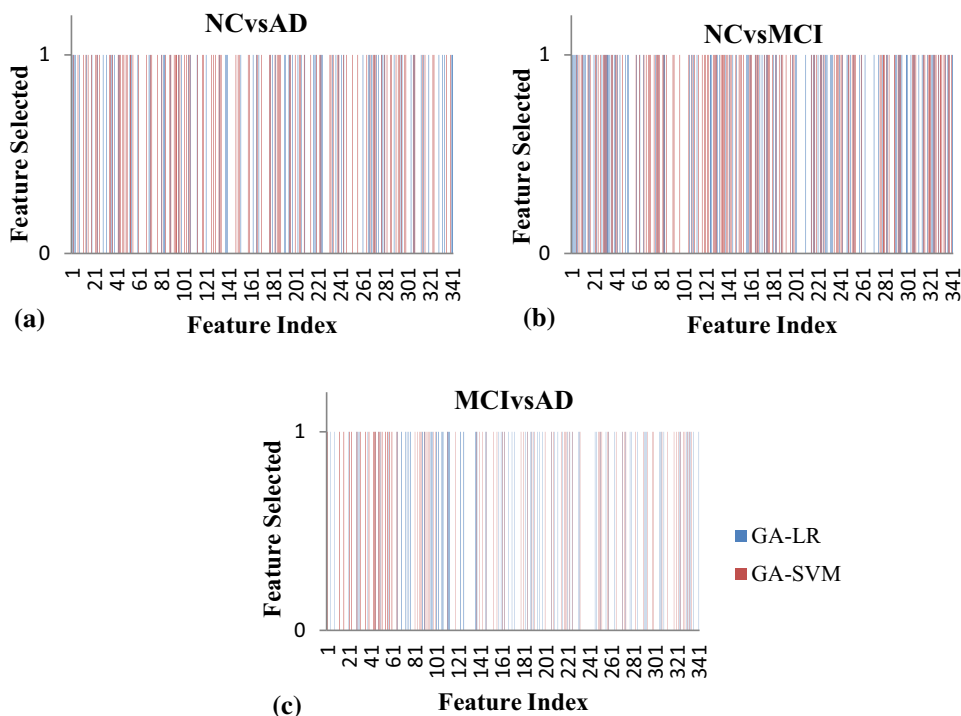 NCvsAD
1
0
Feature Selected
1 21 41 61 81 101 121 141 161 181 201 221 241 261 281 301 321 341
Feature Index
(a)
NCvsMCI
1
0
Feature Selected
1 21 41 61 81 101 121 141 161 181 201 221 241 261 281 301 321 341
Feature Index
(b)
MCIvsAD
1
0
Feature Selected
1 21 41 61 81 101 121 141 161 181 201 221 241 261 281 301 321 341
Feature Index
(c)
GA-LR
GA-SVM